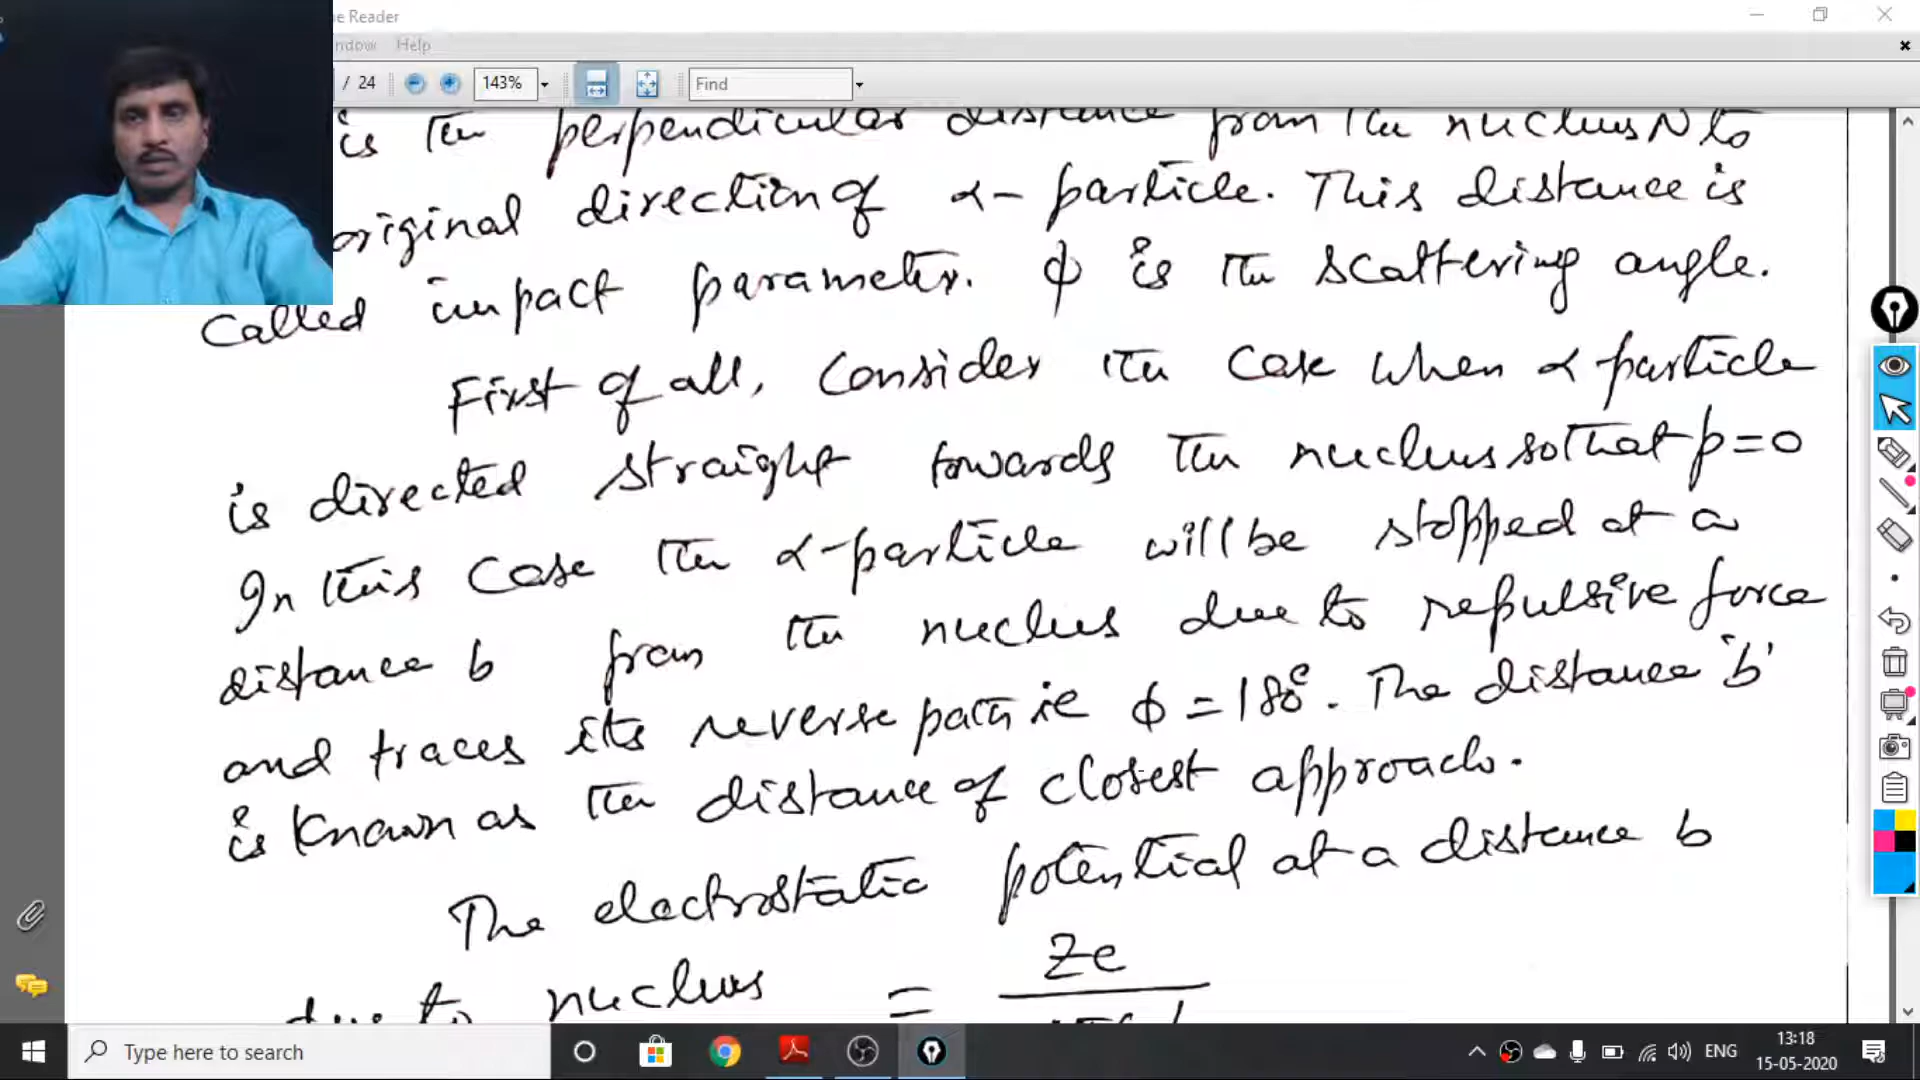 e Reader
ndow Help
/ 24 143% Find
is the perpendicular distance from the nucleus N to
original direction of α- particle. This distance is
called impact parameter. ϕ is the scattering angle.
First of all, Consider the Case when α particle
is directed straight towards the nucleus so that p=0
In this Case the α-particle will be stopped at a
distance b from the nucleus due to repulsive force
and traces its reverse path ie ϕ = 180°. The distance 'b'
is known as the distance of closest approach.
The electrostatic potential at a distance b
due to nucleus = Ze
Type here to search
ENG
13:18
15-05-2020